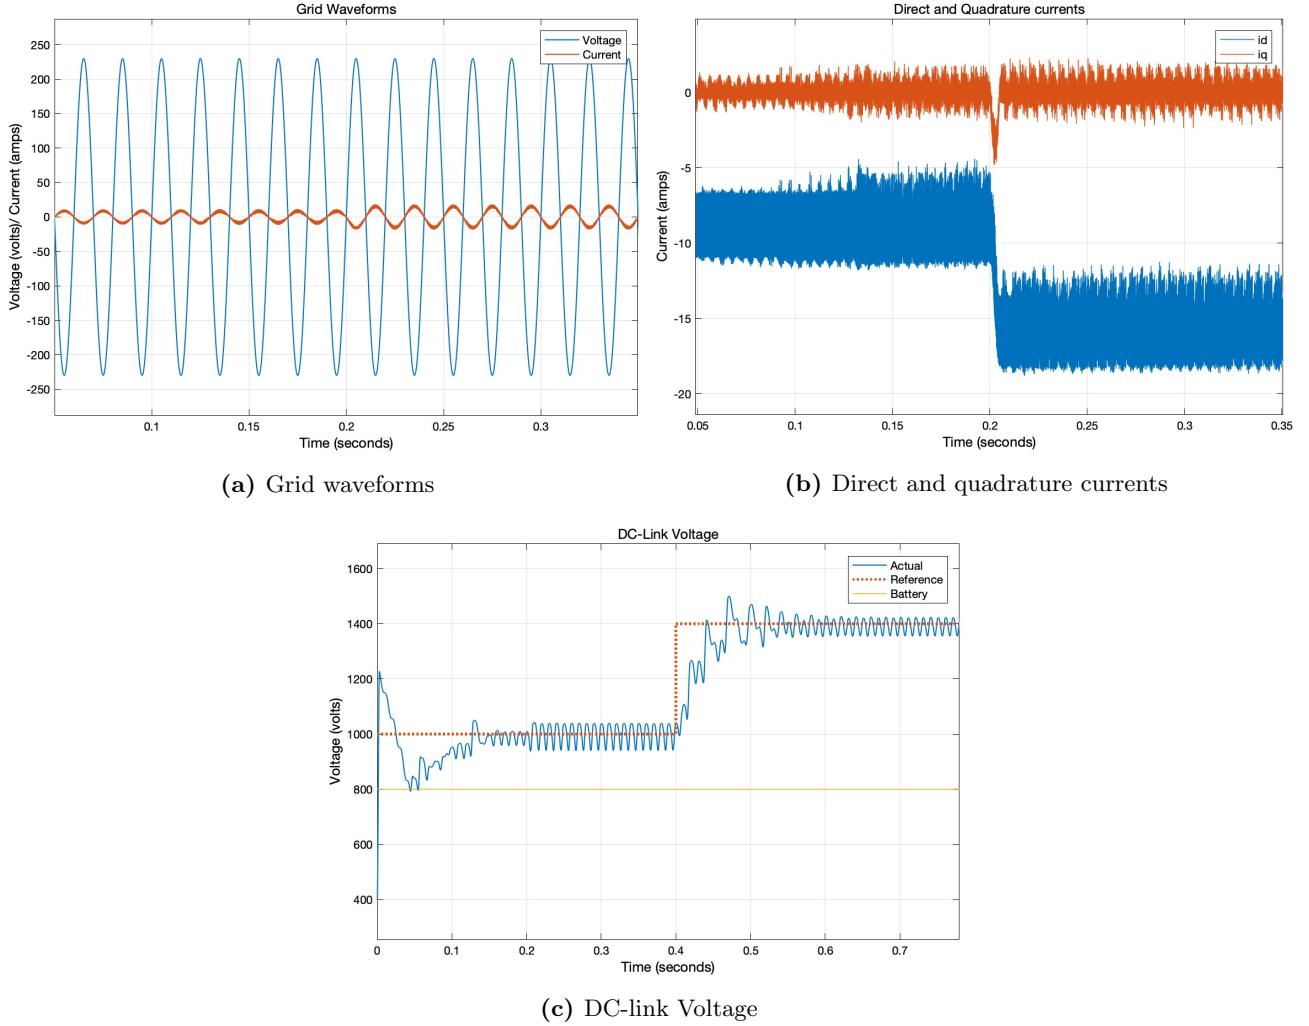 Grid Waveforms
Voltage (volts)/ Current (amps)
250
200
150
100
50
0
-50
-100
-150
-200
-250
Voltage
Current
0.1
0.15
0.2
0.25
0.3
Time (seconds)
(a) Grid waveforms
Direct and Quadrature currents
Current (amps)
0
-5
-10
-15
-20
id
iq
0.05
0.1
0.15
0.2
0.25
0.3
0.35
Time (seconds)
(b) Direct and quadrature currents
DC-Link Voltage
Voltage (volts)
1600
1400
1200
1000
800
600
400
Actual
Reference
Battery
0
0.1
0.2
0.3
0.4
0.5
0.6
0.7
Time (seconds)
(c) DC-link Voltage